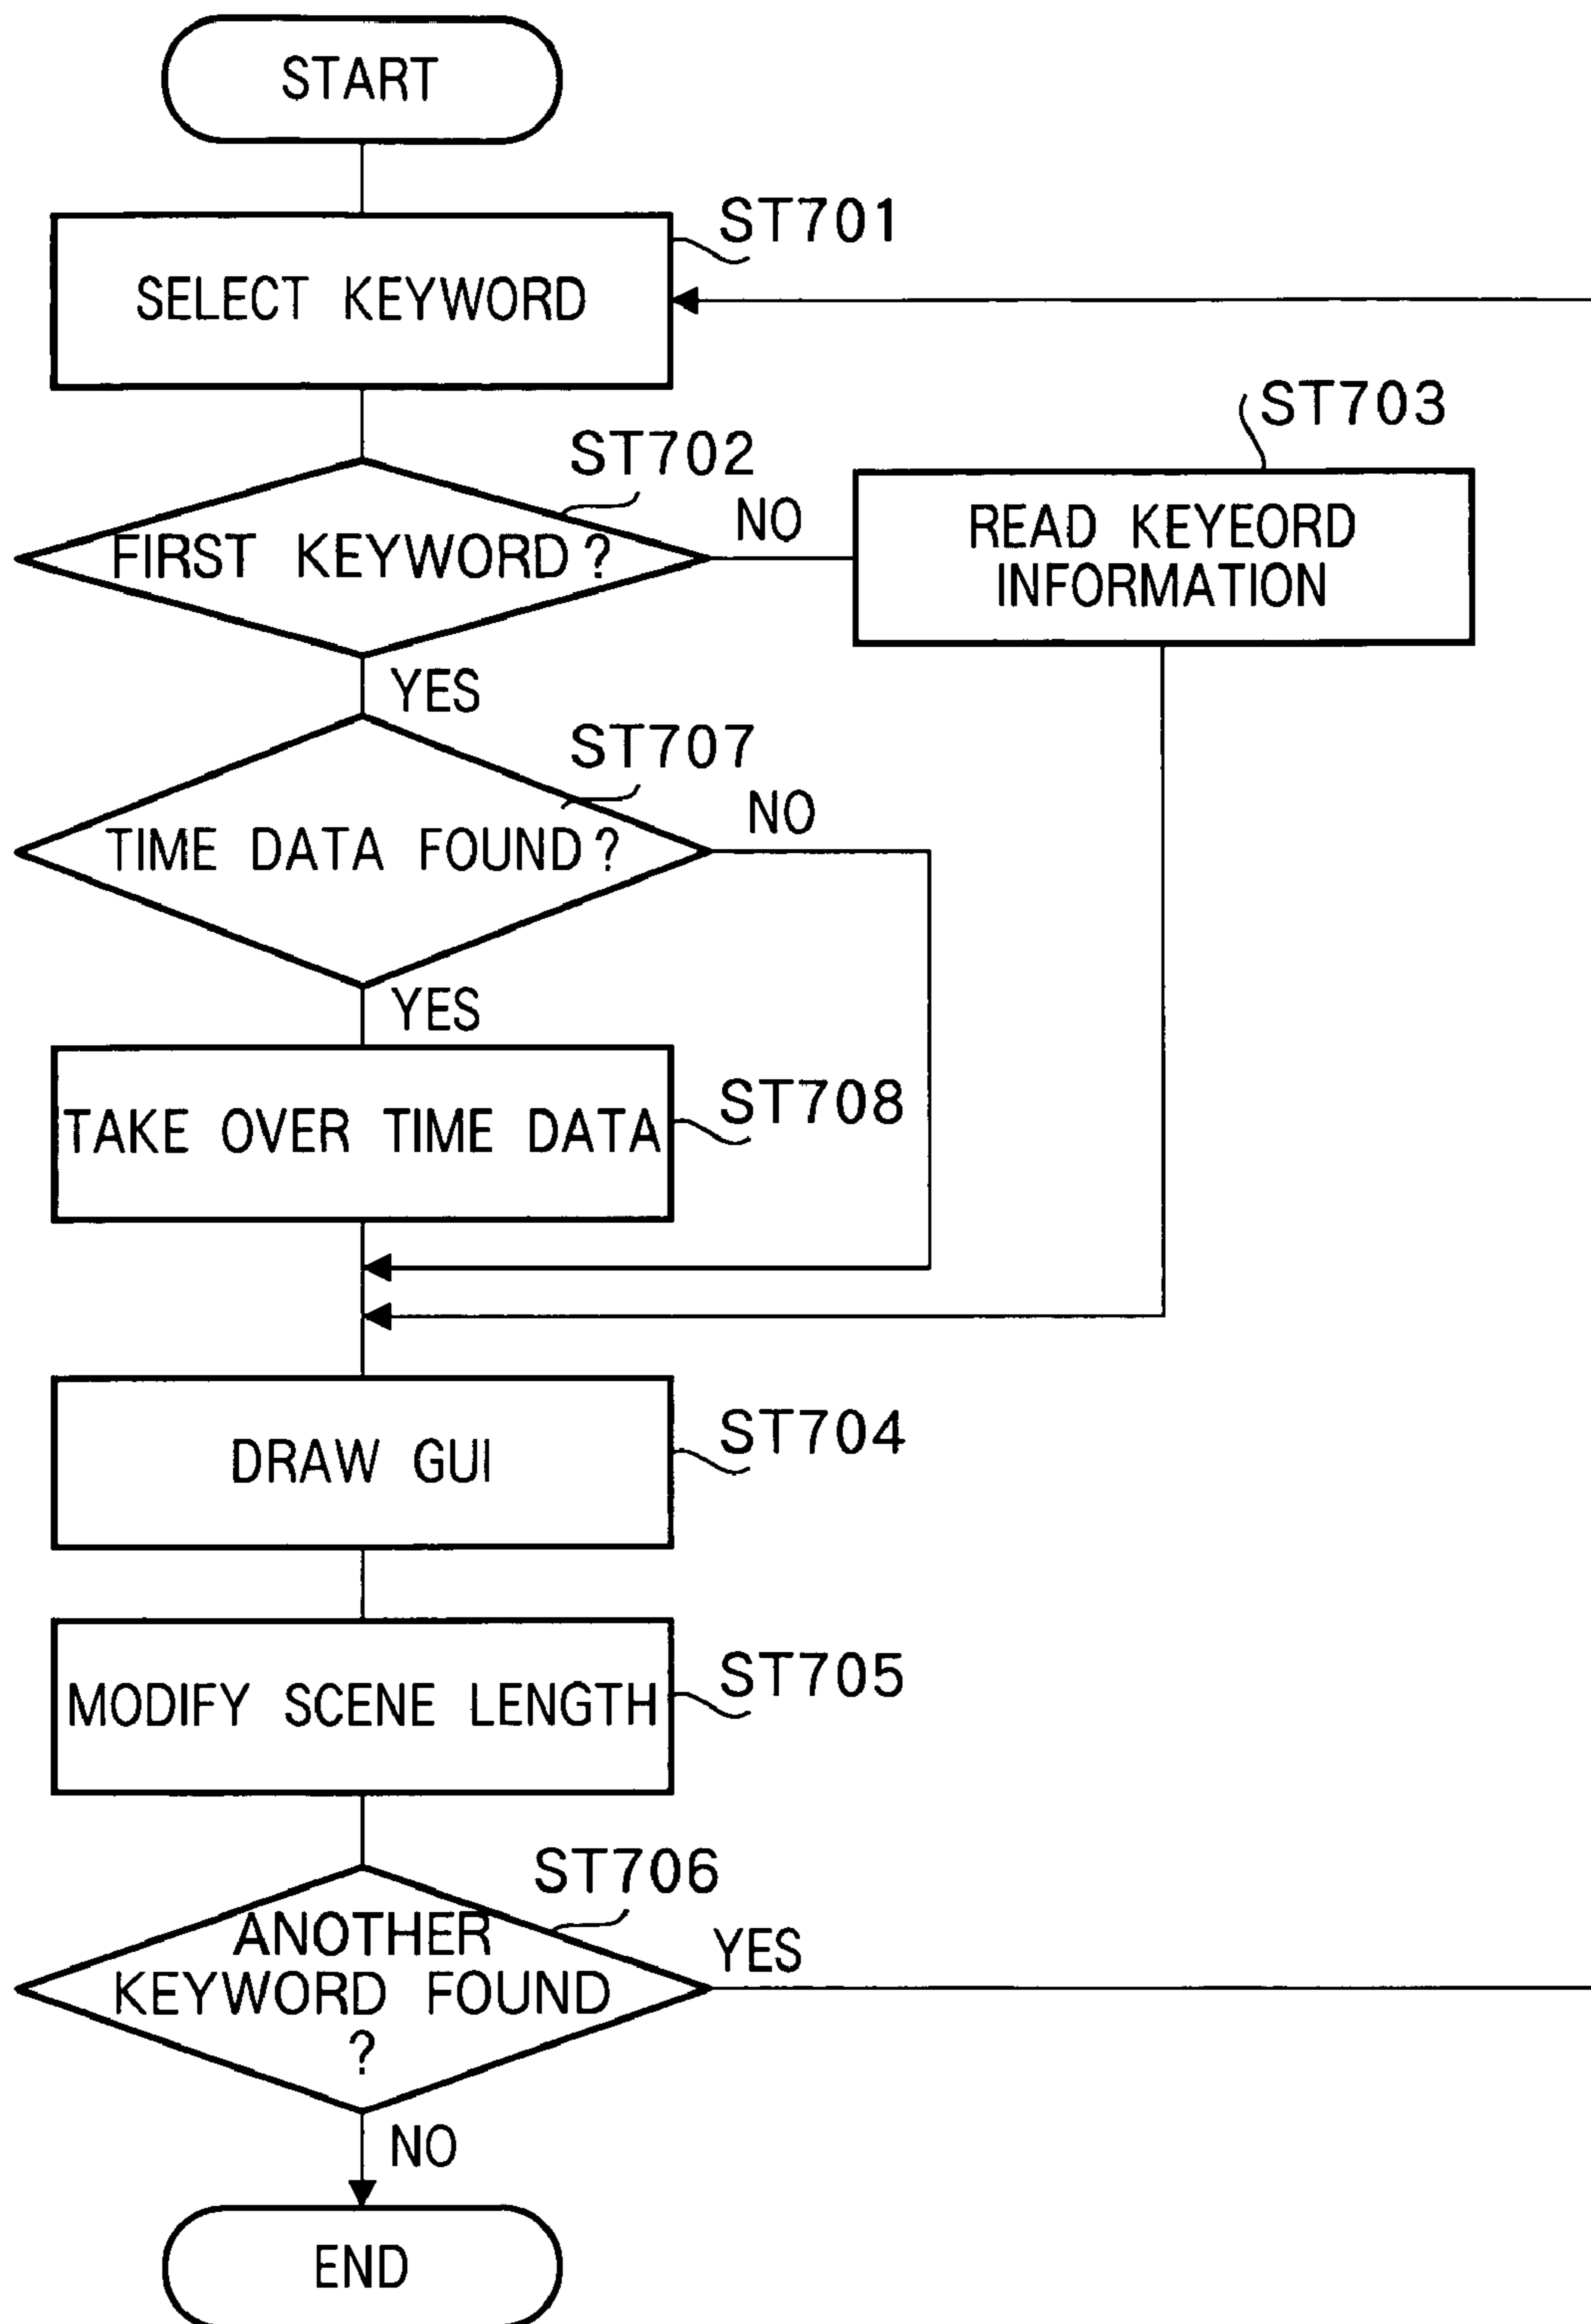 START
ST701
SELECT KEYWORD
ST703
ST702
NO
READ KEYEORD
INFORMATION
FIRST KEYWORD?
YES
ST707
NO
TIME DATA FOUND?
YES
ST708
TAKE OVER TIME DATA
ST704
DRAW GUI
ST705
MODIFY SCENE LENGTH
ST706
ANOTHER
KEYWORD FOUND
?
YES
NO
END